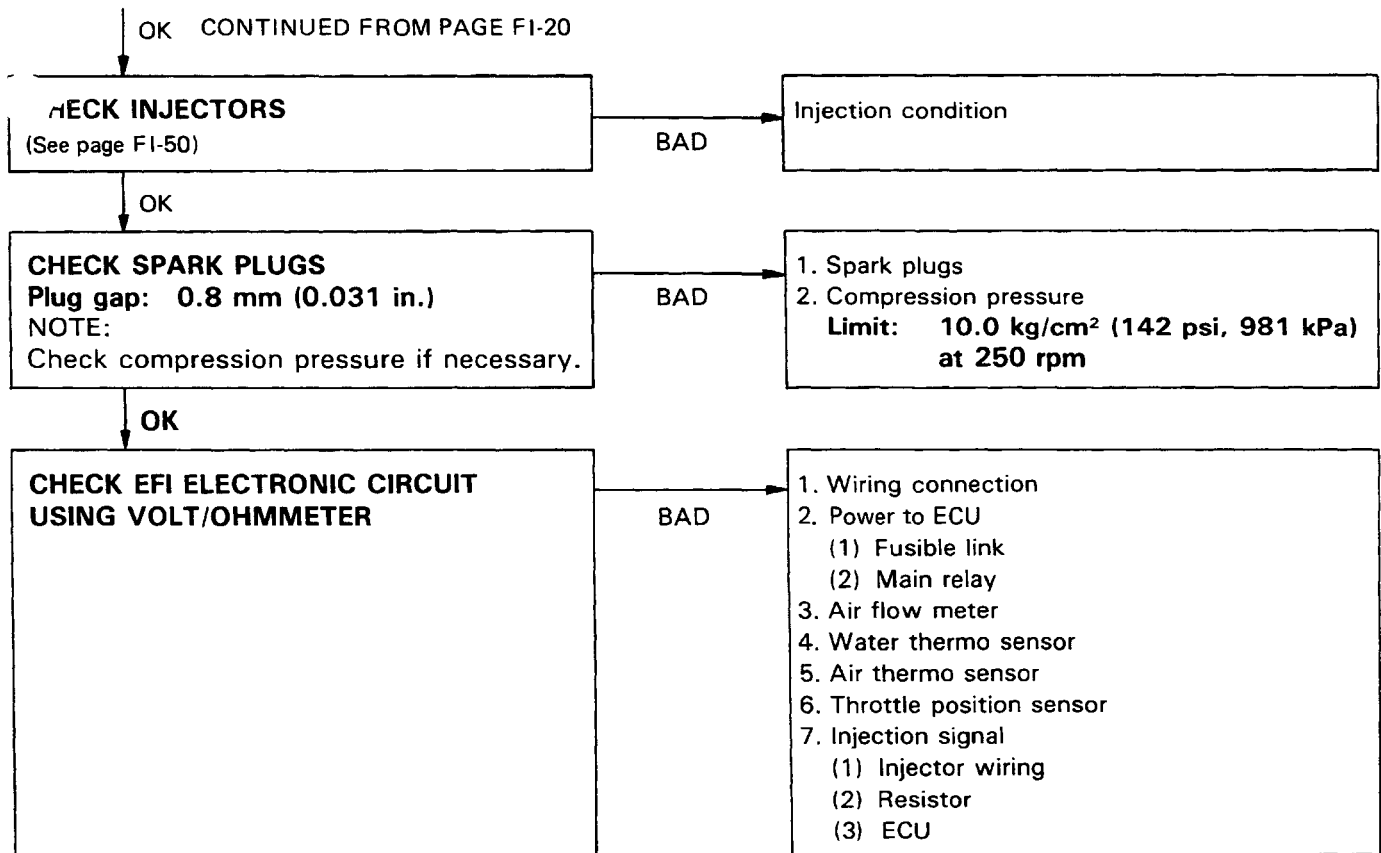 OK CONTINUED FROM PAGE FI-20
HECK INJECTORS
(See page FI-50)
BAD
Injection condition
OK
CHECK SPARK PLUGS
Plug gap: 0.8 mm (0.031 in.)
NOTE:
Check compression pressure if necessary.
BAD
1. Spark plugs
2. Compression pressure
Limit: 10.0 kg/cm² (142 psi, 981 kPa)
at 250 rpm
OK
CHECK EFI ELECTRONIC CIRCUIT
USING VOLT/OHMMETER
BAD
1. Wiring connection
2. Power to ECU
(1) Fusible link
(2) Main relay
3. Air flow meter
4. Water thermo sensor
5. Air thermo sensor
6. Throttle position sensor
7. Injection signal
(1) Injector wiring
(2) Resistor
(3) ECU